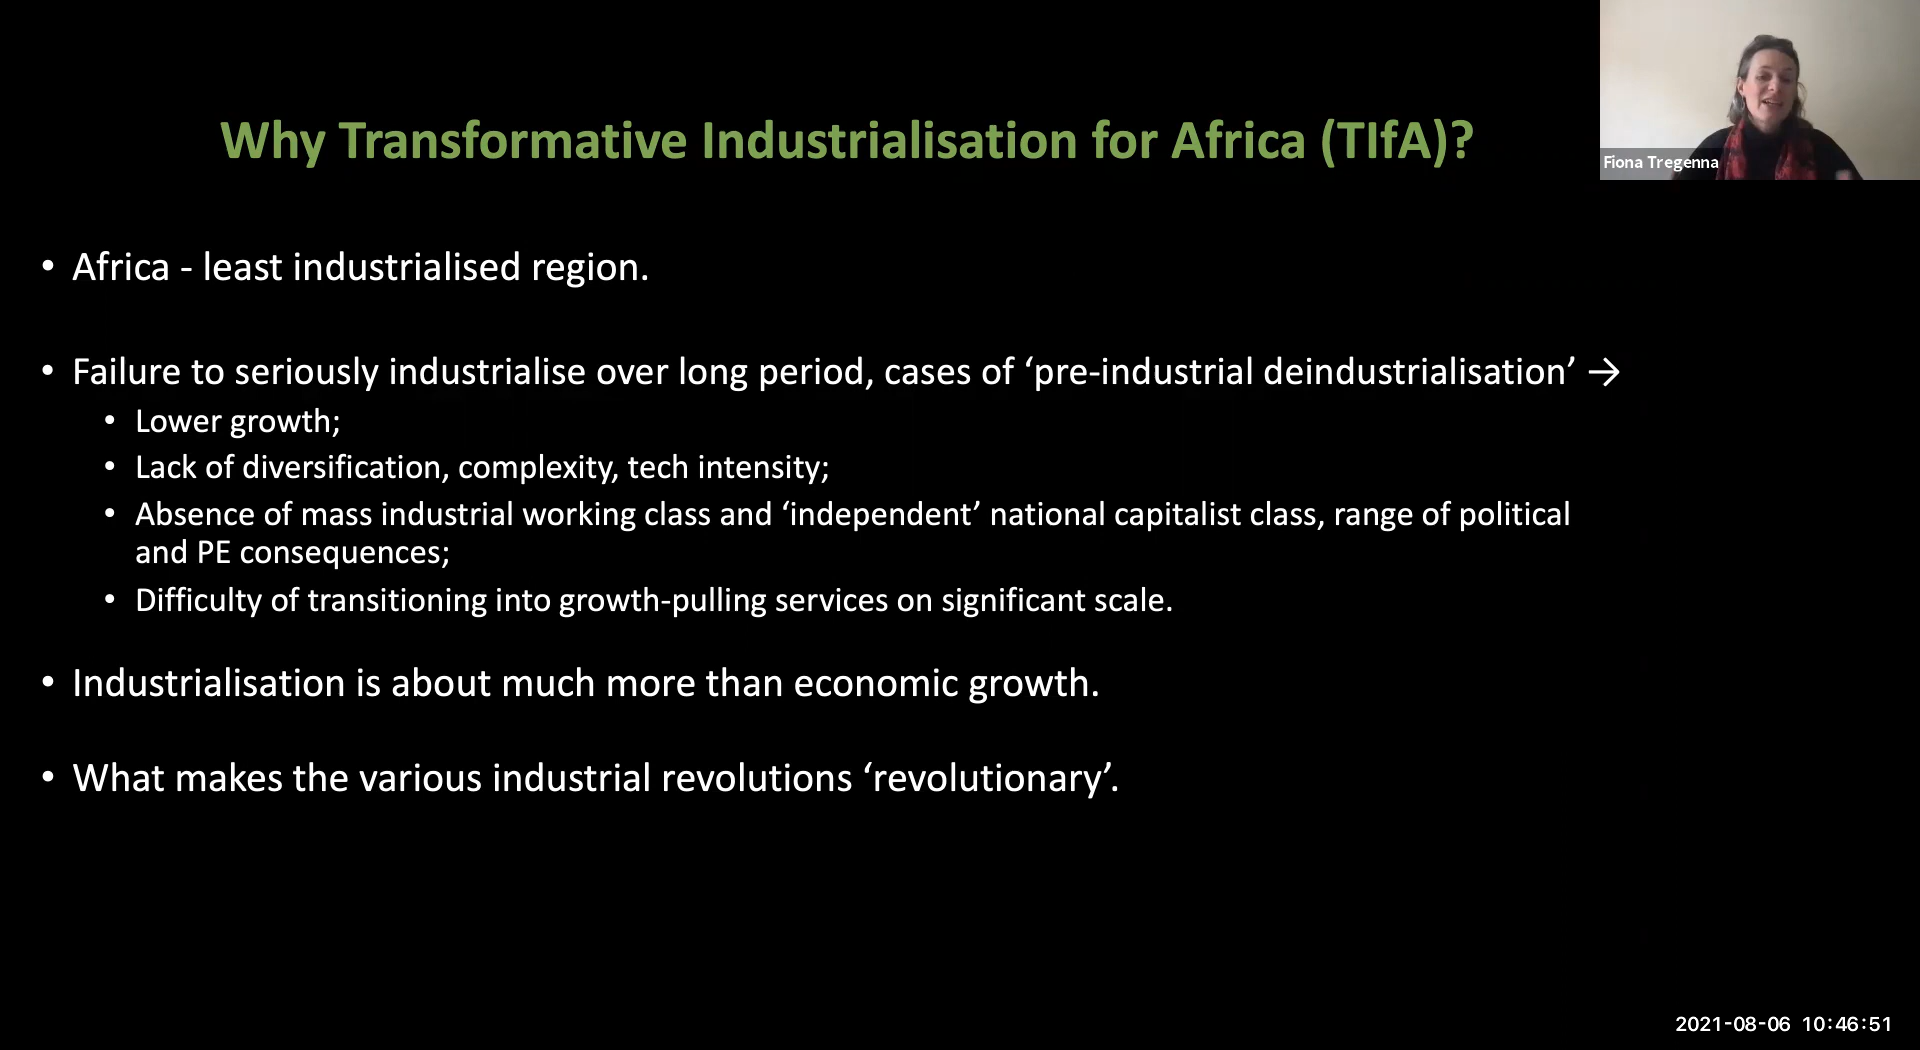 Why Transformative Industrialisation for Africa (TIfA)?
Fiona Tregenna
• Africa - least industrialised region.
• Failure to seriously industrialise over long period, cases of ‘pre-industrial deindustrialisation’ →
• Lower growth;
• Lack of diversification, complexity, tech intensity;
• Absence of mass industrial working class and ‘independent’ national capitalist class, range of political
and PE consequences;
• Difficulty of transitioning into growth-pulling services on significant scale.
• Industrialisation is about much more than economic growth.
• What makes the various industrial revolutions ‘revolutionary’.
2021-08-06 10:46:51